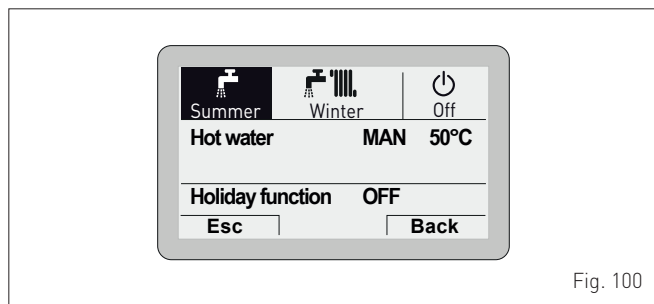 Summer Winter Off
Hot water MAN 50°C
Holiday function OFF
Esc Back
Fig. 100